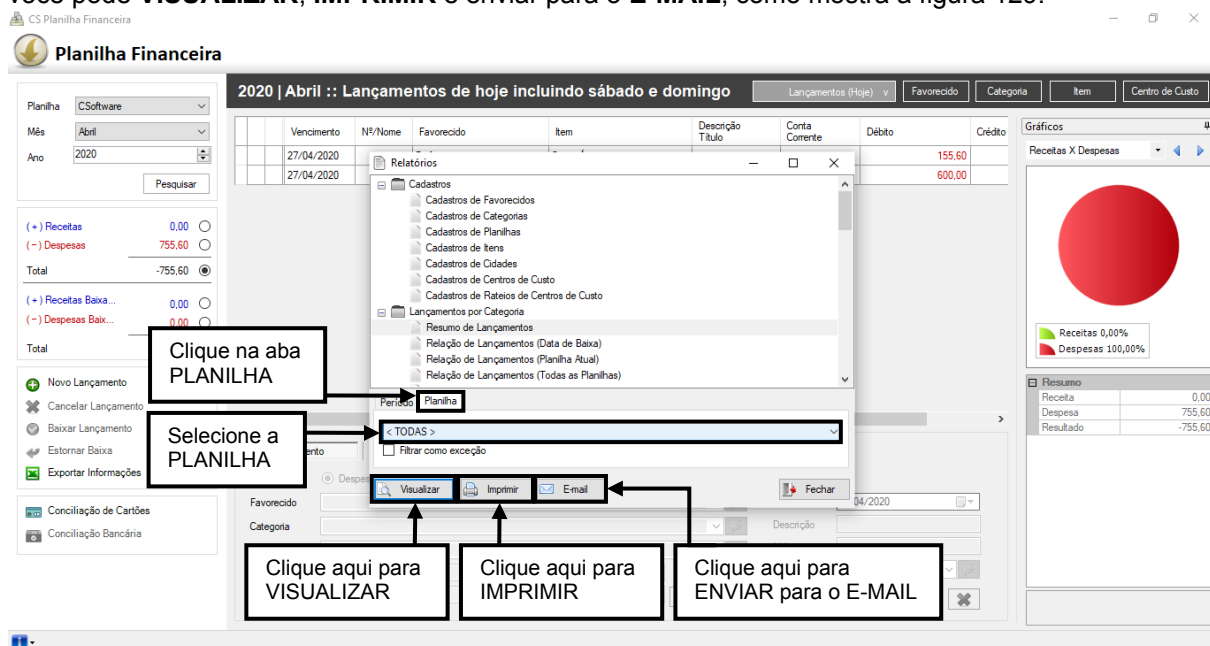 você pode VISUALIZAR, IMPRIMIR e enviar para o E-MAIL, como mostra a figura 129.
CS Planilha Financeira
Planilha Financeira
Planilha CSoftware
Mês Abril
Ano 2020
Pesquisar
(+) Receitas 0,00
(-) Despesas 755,60
Total -755,60
(+) Receitas Baixa... 0,00
(-) Despesas Baix... 0,00
Total
Novo Lançamento
Cancelar Lançamento
Baixar Lançamento
Estornar Baixa
Exportar Informações
Conciliação de Cartões
Conciliação Bancária
2020 | Abril :: Lançamentos de hoje incluindo sábado e domingo
Lançamentos (Hoje) v
Favorecido
Categoria
Item
Centro de Custo
Vencimento Nº/Nome Favorecido Item Descrição Título Conta Corrente Débito Crédito
27/04/2020 155,60
27/04/2020 600,00
Relatórios
Cadastros
Cadastros de Favorecidos
Cadastros de Categorias
Cadastros de Planilhas
Cadastros de Itens
Cadastros de Cidades
Cadastros de Centros de Custo
Cadastros de Rateios de Centros de Custo
Lançamentos por Categoria
Resumo de Lançamentos
Relação de Lançamentos (Data de Baixa)
Relação de Lançamentos (Planilha Atual)
Relação de Lançamentos (Todas as Planilhas)
Período Planilha
< TODAS >
Filtrar como exceção
Visualizar Imprimir E-mail Fechar
Clique na aba
PLANILHA
Selecione a
PLANILHA
Clique aqui para
VISUALIZAR
Clique aqui para
IMPRIMIR
Clique aqui para
ENVIAR para o E-MAIL
Favorecido
Categoria
04/2020
Descrição
Gráficos
Receitas X Despesas
Receitas 0,00%
Despesas 100,00%
Resumo
Receita 0,00
Despesa 755,60
Resultado -755,60